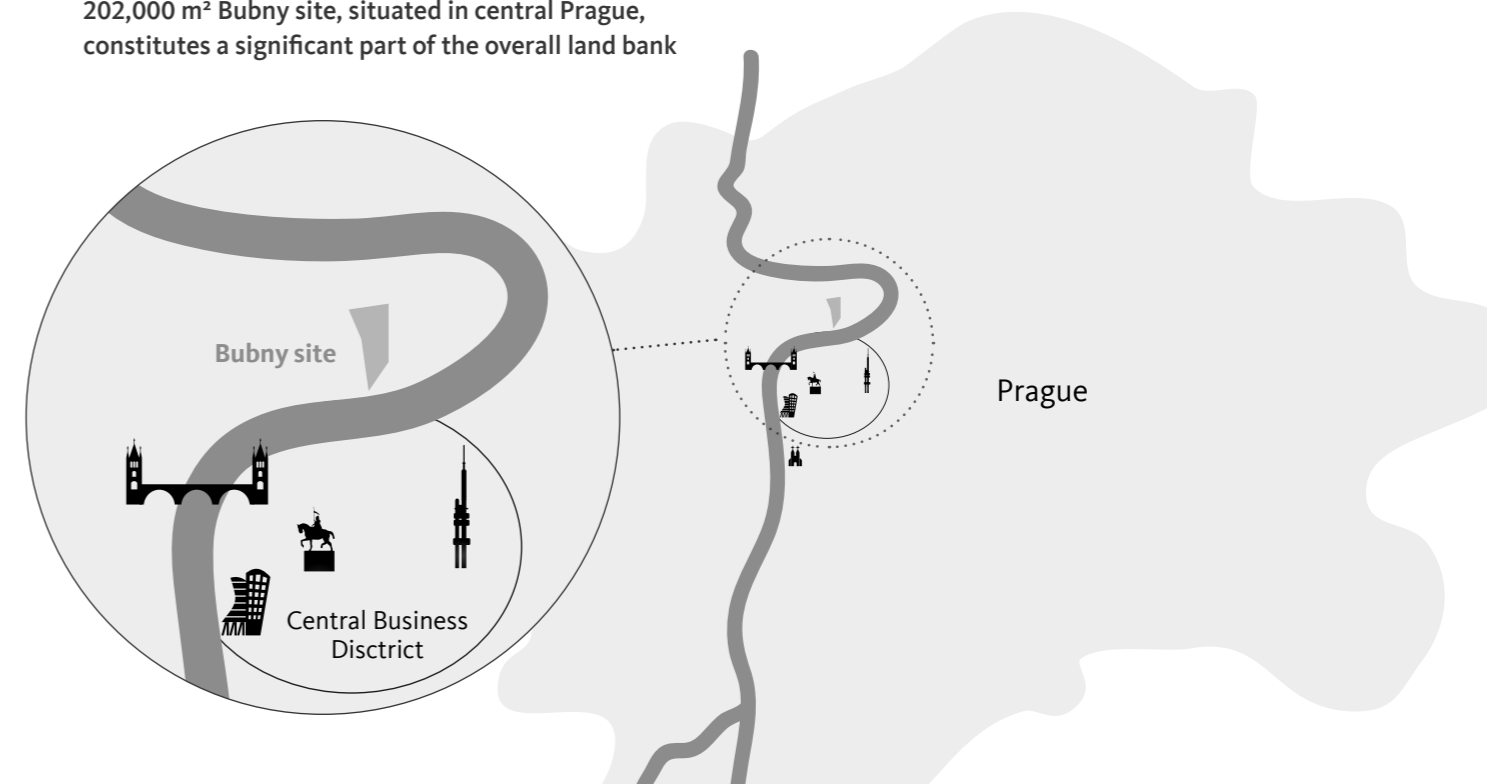 202,000 m² Bubny site, situated in central Prague,
constitutes a significant part of the overall land bank
Bubny site
Prague
Central Business
Disctrict